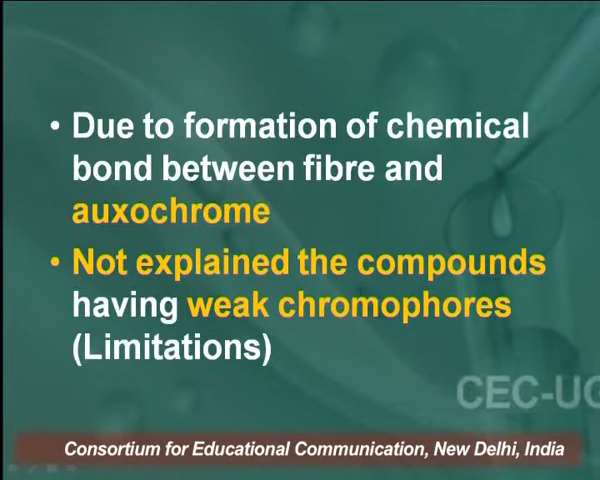 • Due to formation of chemical
bond between fibre and
auxochrome
• Not explained the compounds
having weak chromophores
(Limitations)
CEC-UG
Consortium for Educational Communication, New Delhi, India